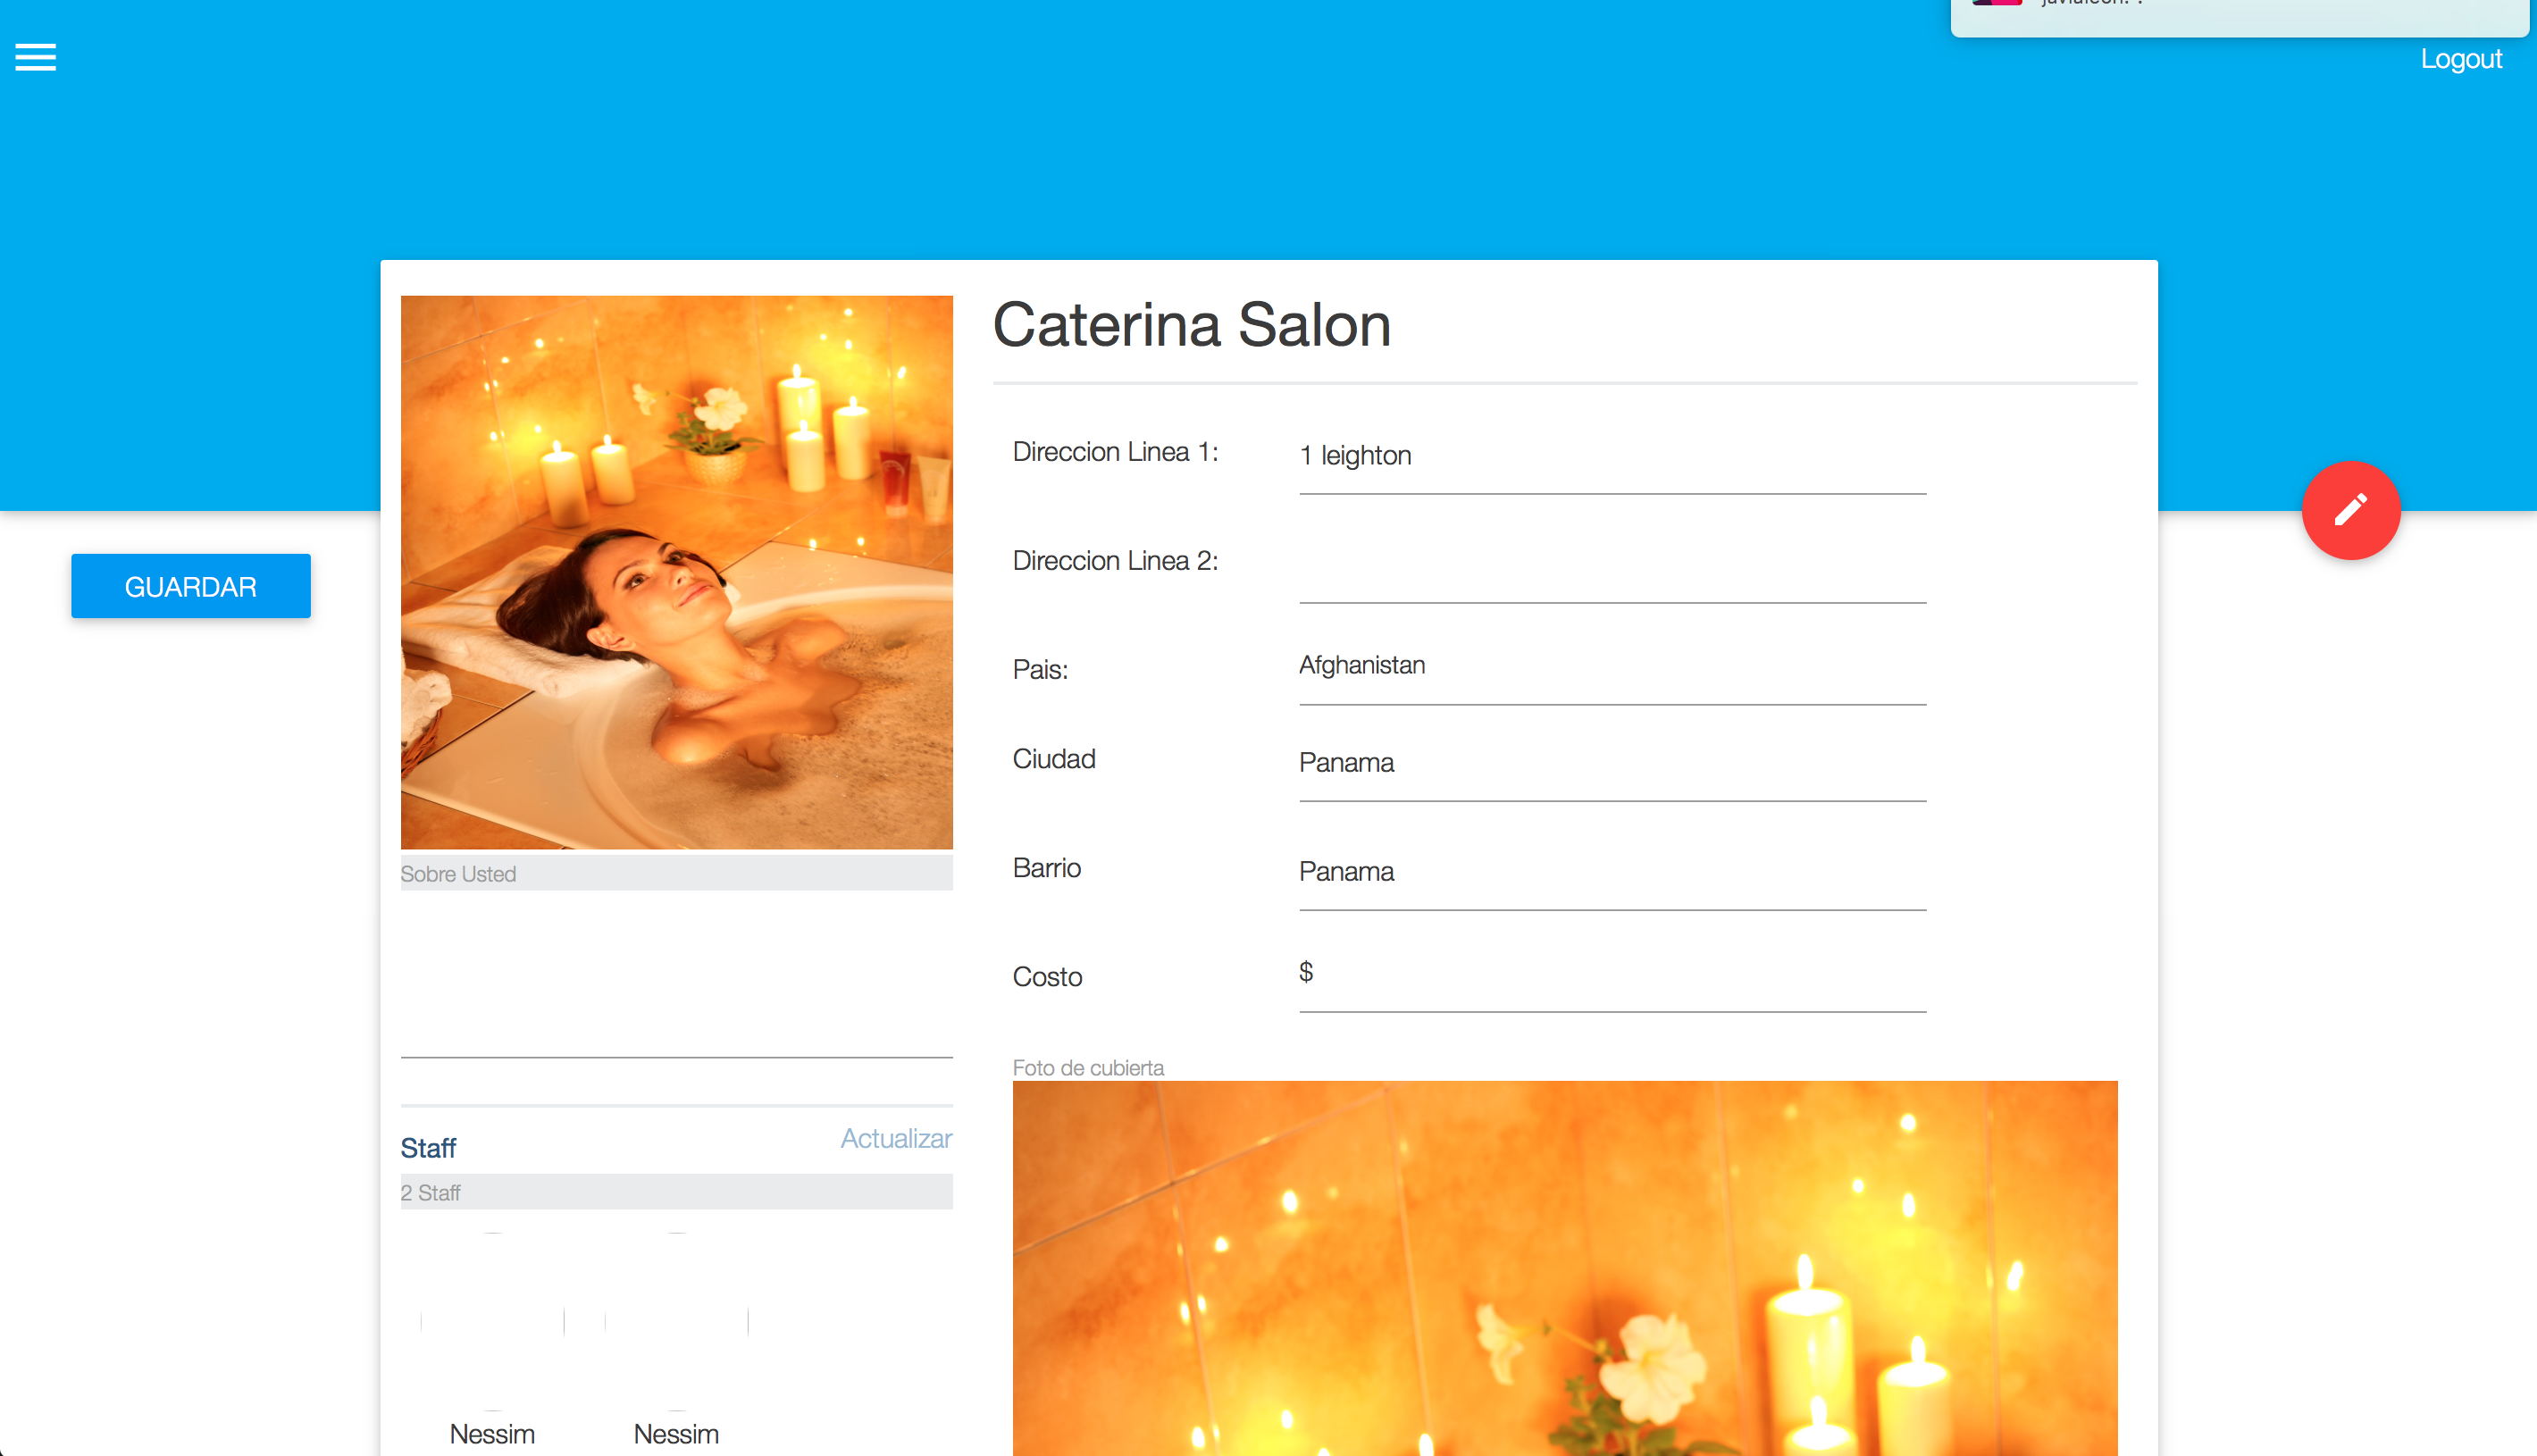 Logout
Caterina Salon
Direccion Linea 1: 1 leighton
Direccion Linea 2:
GUARDAR
Pais: Afghanistan
Ciudad Panama
Barrio Panama
Costo $
Sobre Usted
Foto de cubierta
Staff Actualizar
2 Staff
Nessim Nessim